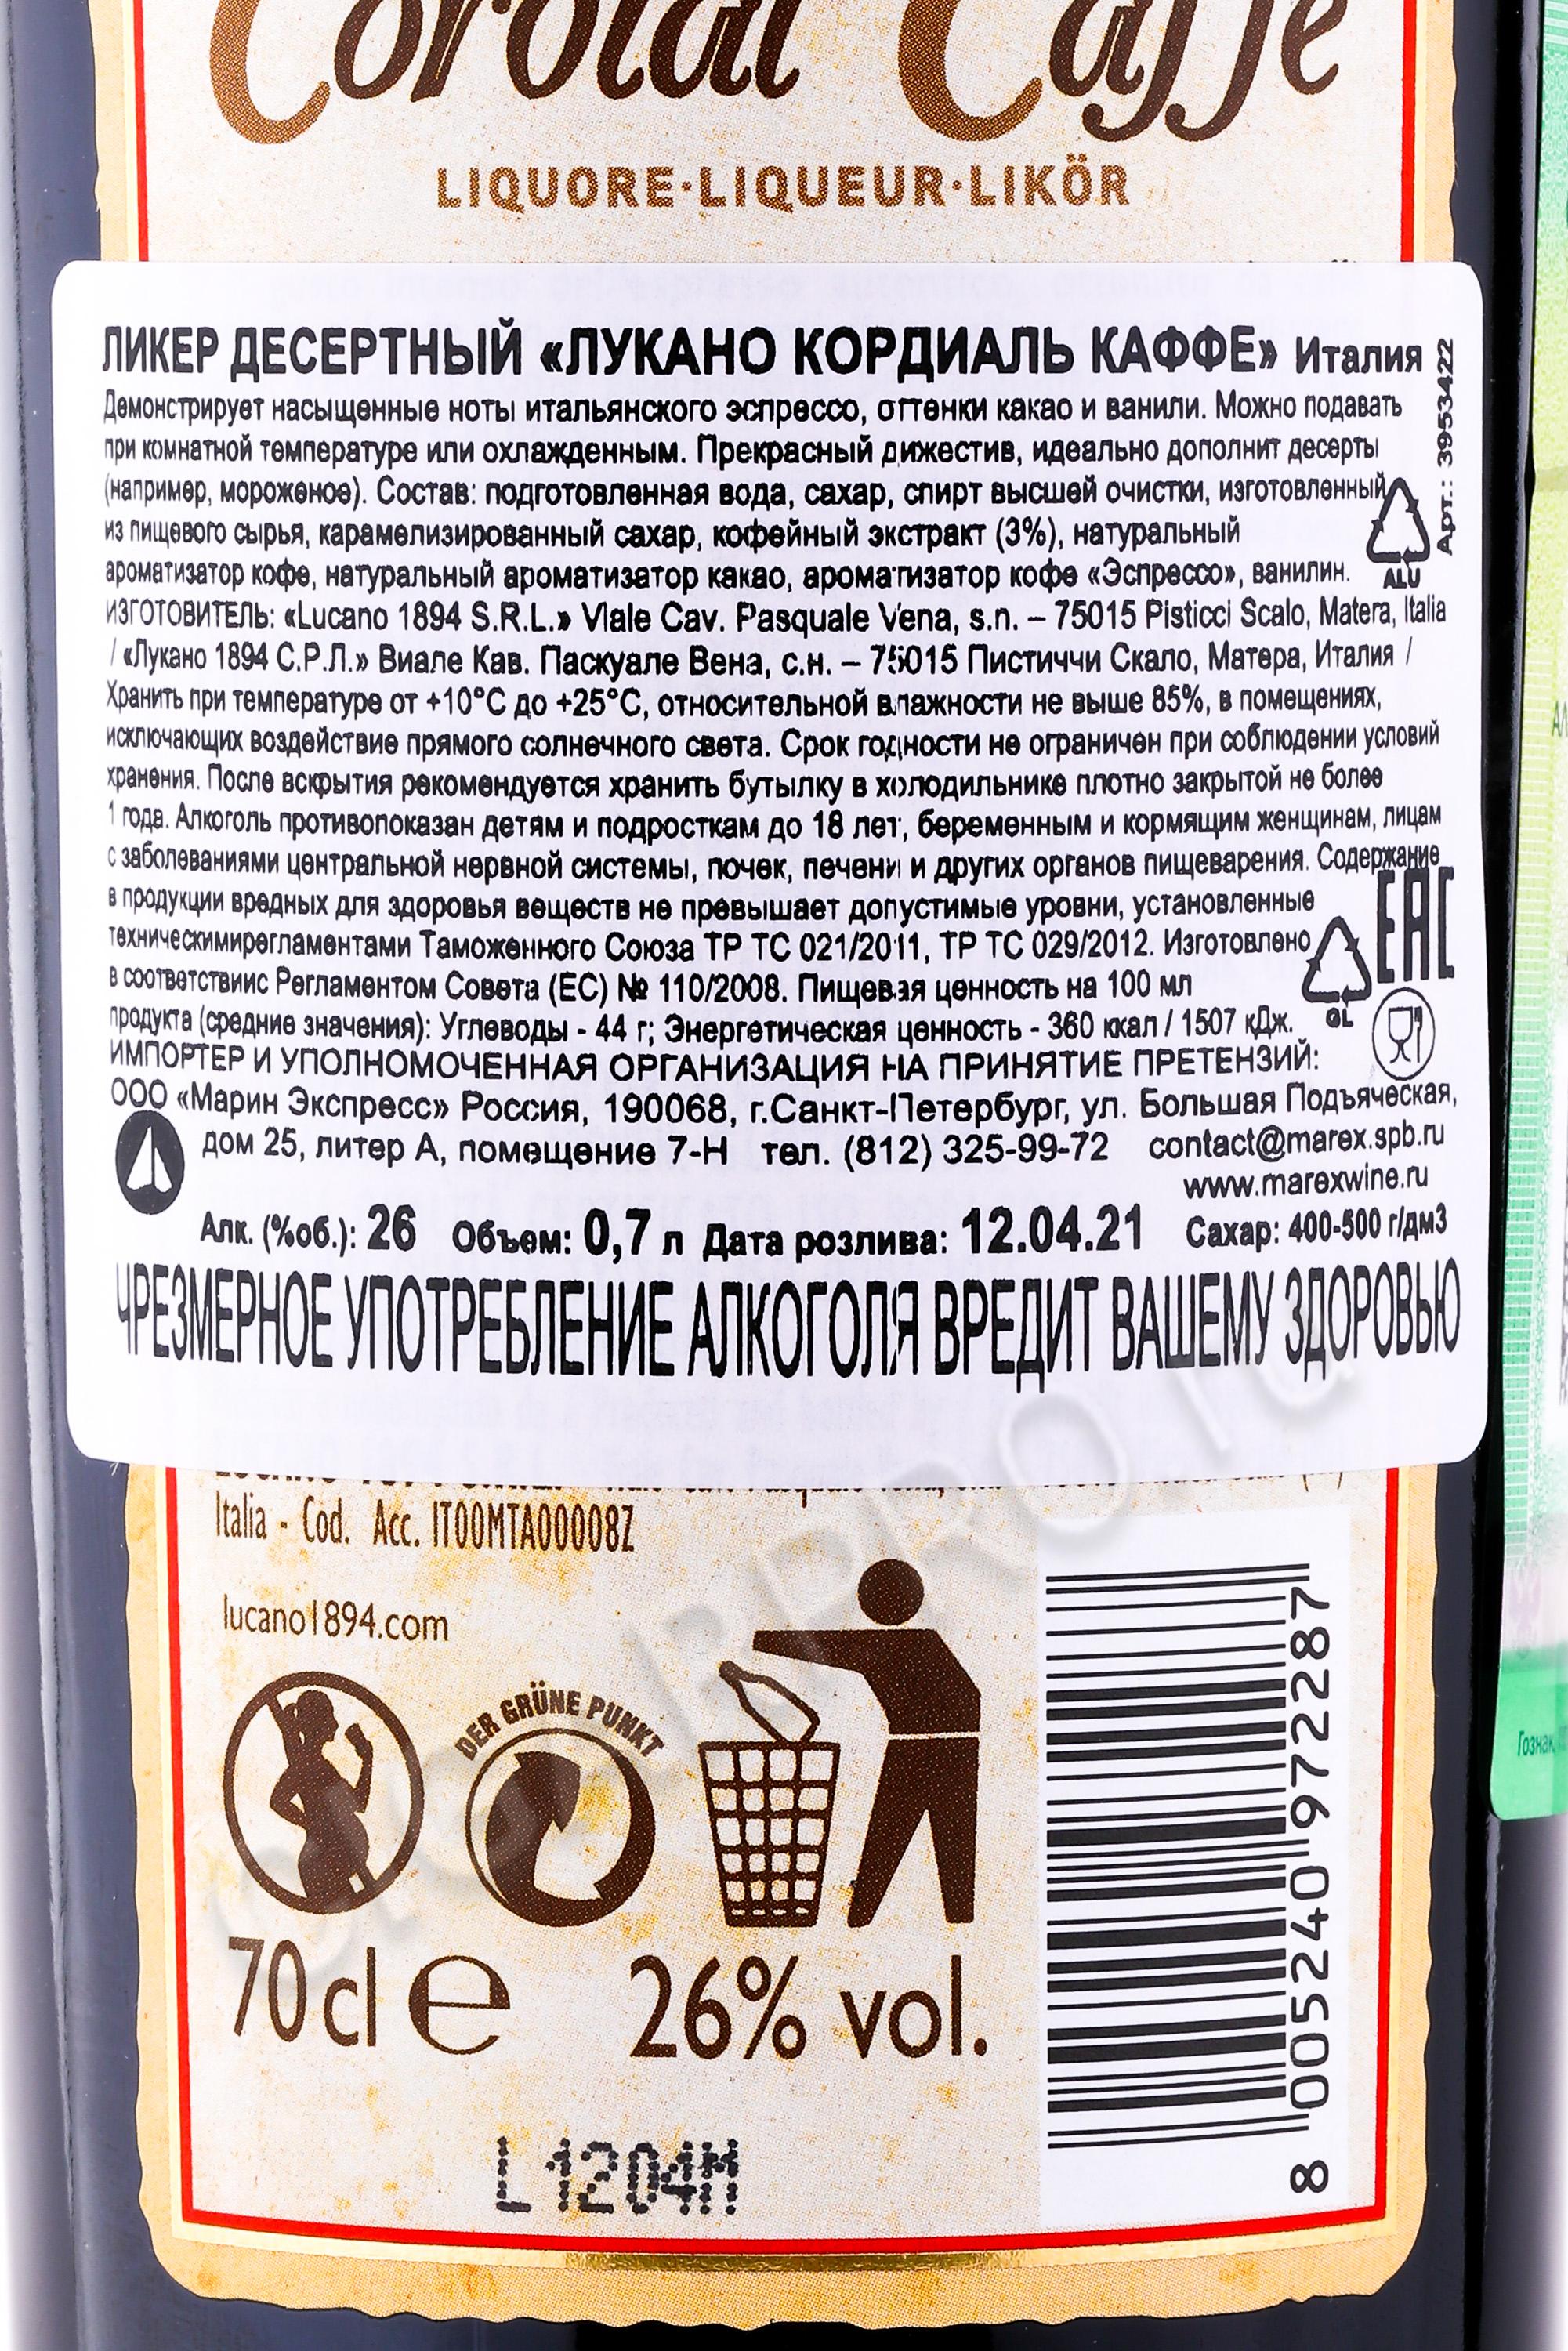 Cordial Caffè
LIQUORE·LIQUEUR·LIKÖR
ЛИКЕР ДЕСЕРТНЫЙ «ЛУКАНО КОРДИАЛЬ КАФФЕ» Италия
Арт.: 3953422
Демонстрирует насыщенные ноты итальянского эспрессо, оттенки какао и ванили. Можно подавать
при комнатной температуре или охлажденным. Прекрасный дижестив, идеально дополнит десерты
(например, мороженое). Состав: подготовленная вода, сахар, спирт высшей очистки, изготовленный
из пищевого сырья, карамелизированный сахар, кофейный экстракт (3%), натуральный
ароматизатор кофе, натуральный ароматизатор какао, ароматизатор кофе «Эспрессо», ванилин.
ALU
ИЗГОТОВИТЕЛЬ: «Lucano 1894 S.R.L.» Viale Cav. Pasquale Vena, s.n. – 75015 Pisticci Scalo, Matera, Italia
/ «Лукано 1894 С.Р.Л.» Виале Кав. Паскуале Вена, с.н. – 75015 Пистиччи Скало, Матера, Италия /
Хранить при температуре от +10°C до +25°C, относительной влажности не выше 85%, в помещениях,
исключающих воздействие прямого солнечного света. Срок годности не ограничен при соблюдении условий
хранения. После вскрытия рекомендуется хранить бутылку в холодильнике плотно закрытой не более
1 года. Алкоголь противопоказан детям и подросткам до 18 лет, беременным и кормящим женщинам, лицам
с заболеваниями центральной нервной системы, почек, печени и других органов пищеварения. Содержание
в продукции вредных для здоровья веществ не превышает допустимые уровни, установленные
техническимирегламентами Таможенного Союза ТР ТС 021/2011, ТР ТС 029/2012. Изготовлено
в соответствиис Регламентом Совета (ЕС) № 110/2008. Пищевая ценность на 100 мл
продукта (средние значения): Углеводы - 44 г; Энергетическая ценность - 360 ккал / 1507 кДж.
GL
EAC
ИМПОРТЕР И УПОЛНОМОЧЕННАЯ ОРГАНИЗАЦИЯ НА ПРИНЯТИЕ ПРЕТЕНЗИЙ:
ООО «Марин Экспресс» Россия, 190068, г.Санкт-Петербург, ул. Большая Подъяческая,
дом 25, литер А, помещение 7-Н тел. (812) 325-99-72 contact@marex.spb.ru
www.marexwine.ru
Алк. (%об.): 26 Объем: 0,7 л Дата розлива: 12.04.21 Сахар: 400-500 г/дм3
ЧРЕЗМЕРНОЕ УПОТРЕБЛЕНИЕ АЛКОГОЛЯ ВРЕДИТ ВАШЕМУ ЗДОРОВЬЮ
Italia - Cod. Acc. IT00MTA00008Z
lucano1894.com
DER GRÜNE PUNKT
70 cl e 26% vol.
8 005240 972287
L1204M
Гознак